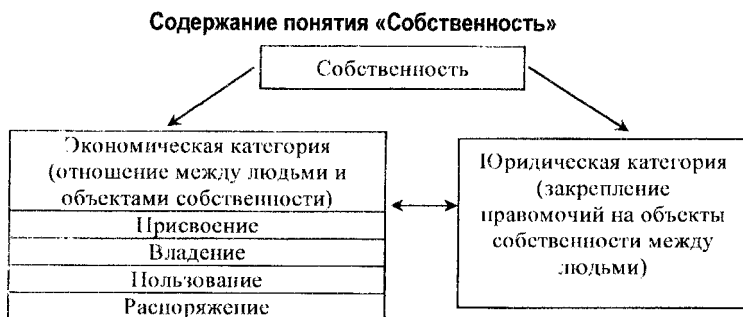 Содержание понятия «Собственность»
Собственность
Экономическая категория
(отношение между людьми и
объектами собственности)
Присвоение
Владение
Пользование
Распоряжение
Юридическая категория
(закрепление
правомочий на объекты
собственности между
людьми)